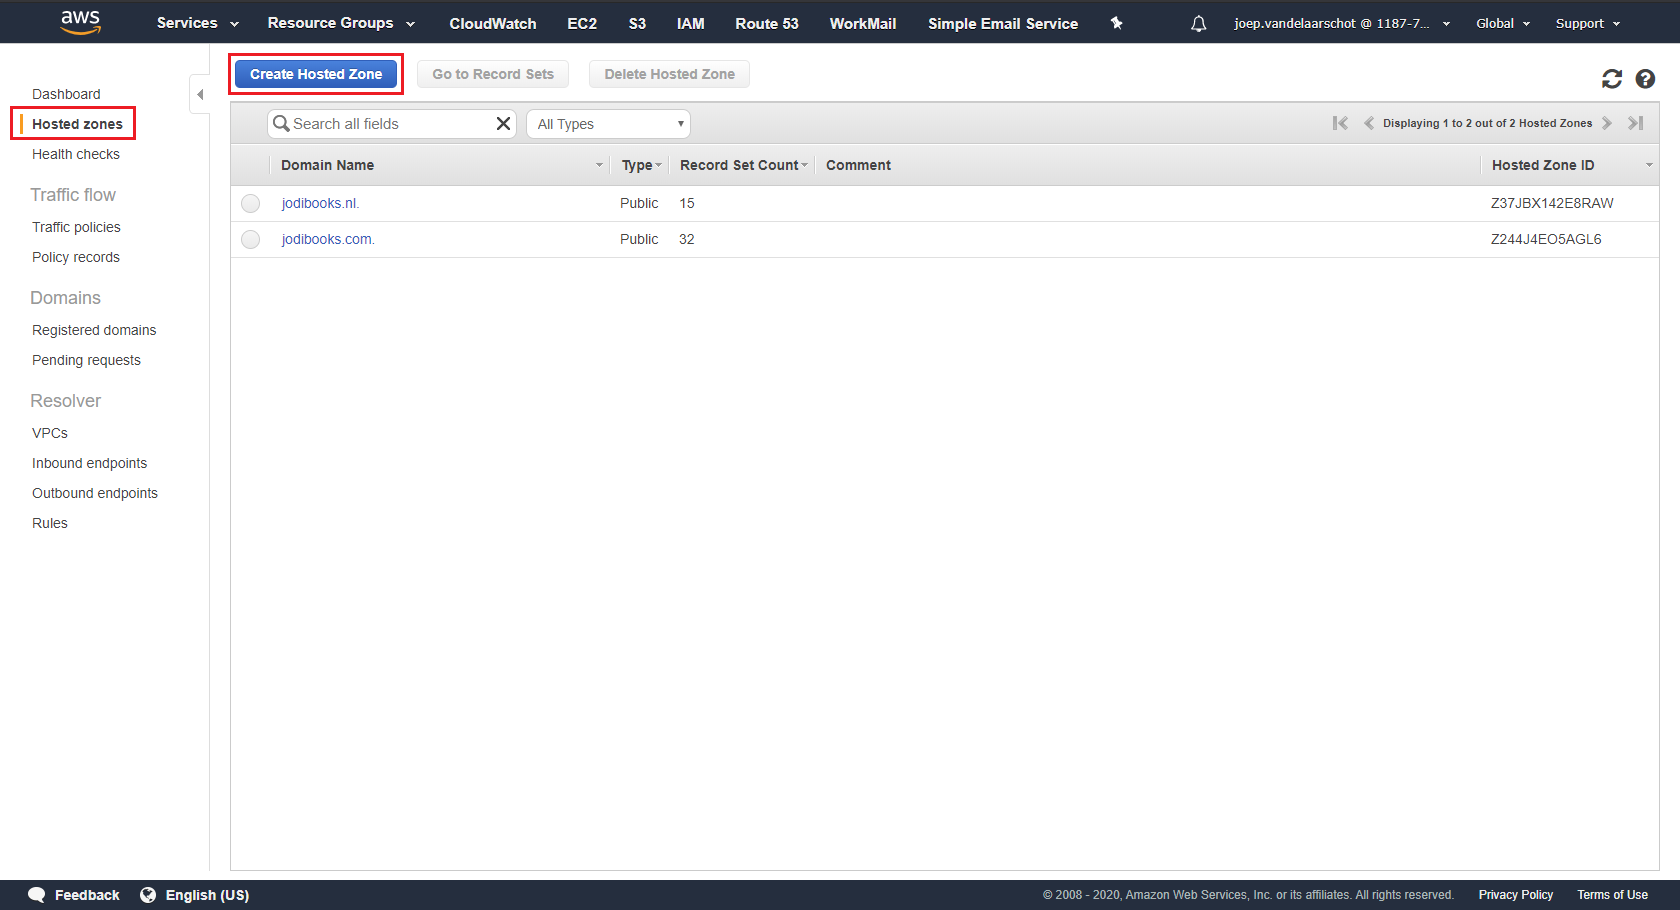 aws Services Resource Groups CloudWatch EC2 S3 IAM Route 53 WorkMail Simple Email Service joep.vandelaarschot @ 1187-7... Global Support
Dashboard
Hosted zones
Health checks
Traffic flow
Traffic policies
Policy records
Domains
Registered domains
Pending requests
Resolver
VPCs
Inbound endpoints
Outbound endpoints
Rules
Create Hosted Zone Go to Record Sets Delete Hosted Zone
Search all fields All Types Displaying 1 to 2 out of 2 Hosted Zones
Domain Name Type Record Set Count Comment Hosted Zone ID
jodibooks.nl. Public 15 Z37JBX142E8RAW
jodibooks.com. Public 32 Z244J4EO5AGL6
Feedback English (US) © 2008 - 2020, Amazon Web Services, Inc. or its affiliates. All rights reserved. Privacy Policy Terms of Use